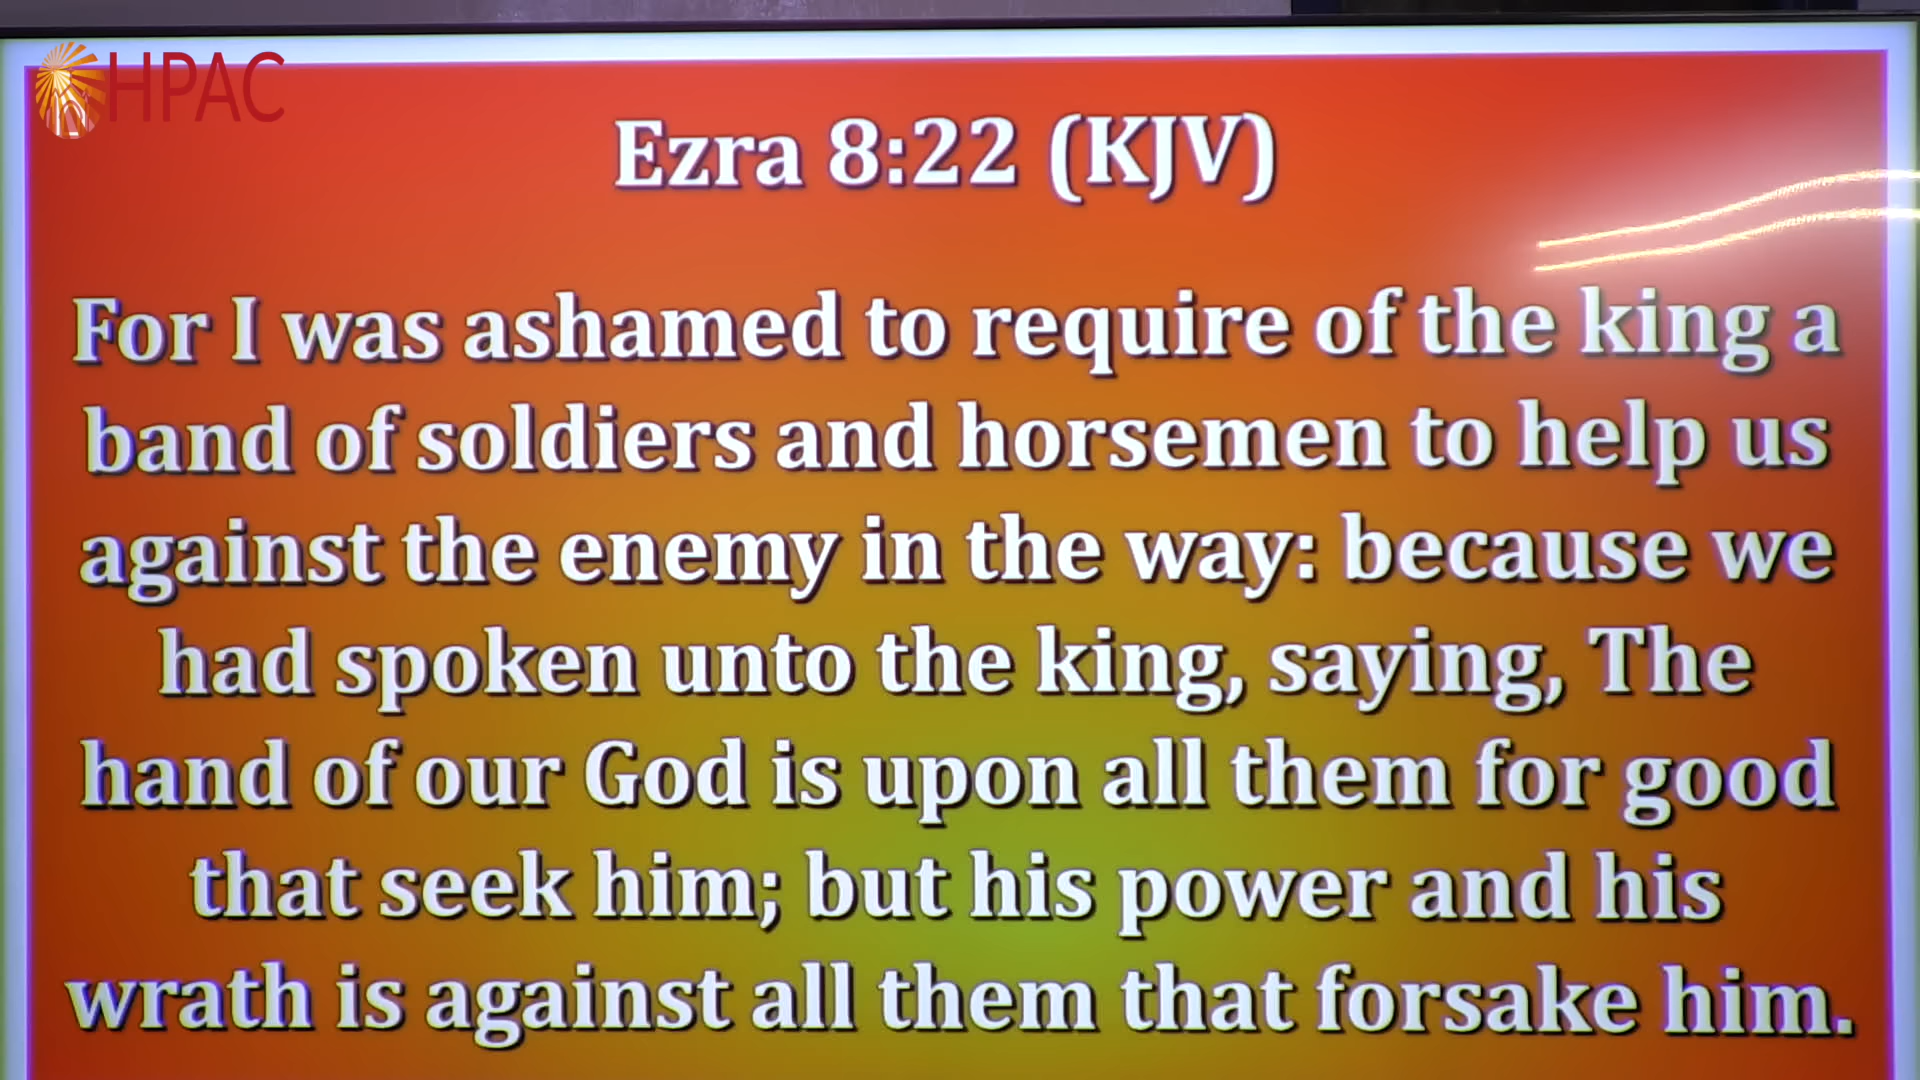 HPAC
Ezra 8:22 (KJV)
For I was ashamed to require of the king a
band of soldiers and horsemen to help us
against the enemy in the way: because we
had spoken unto the king, saying, The
hand of our God is upon all them for good
that seek him; but his power and his
wrath is against all them that forsake him.